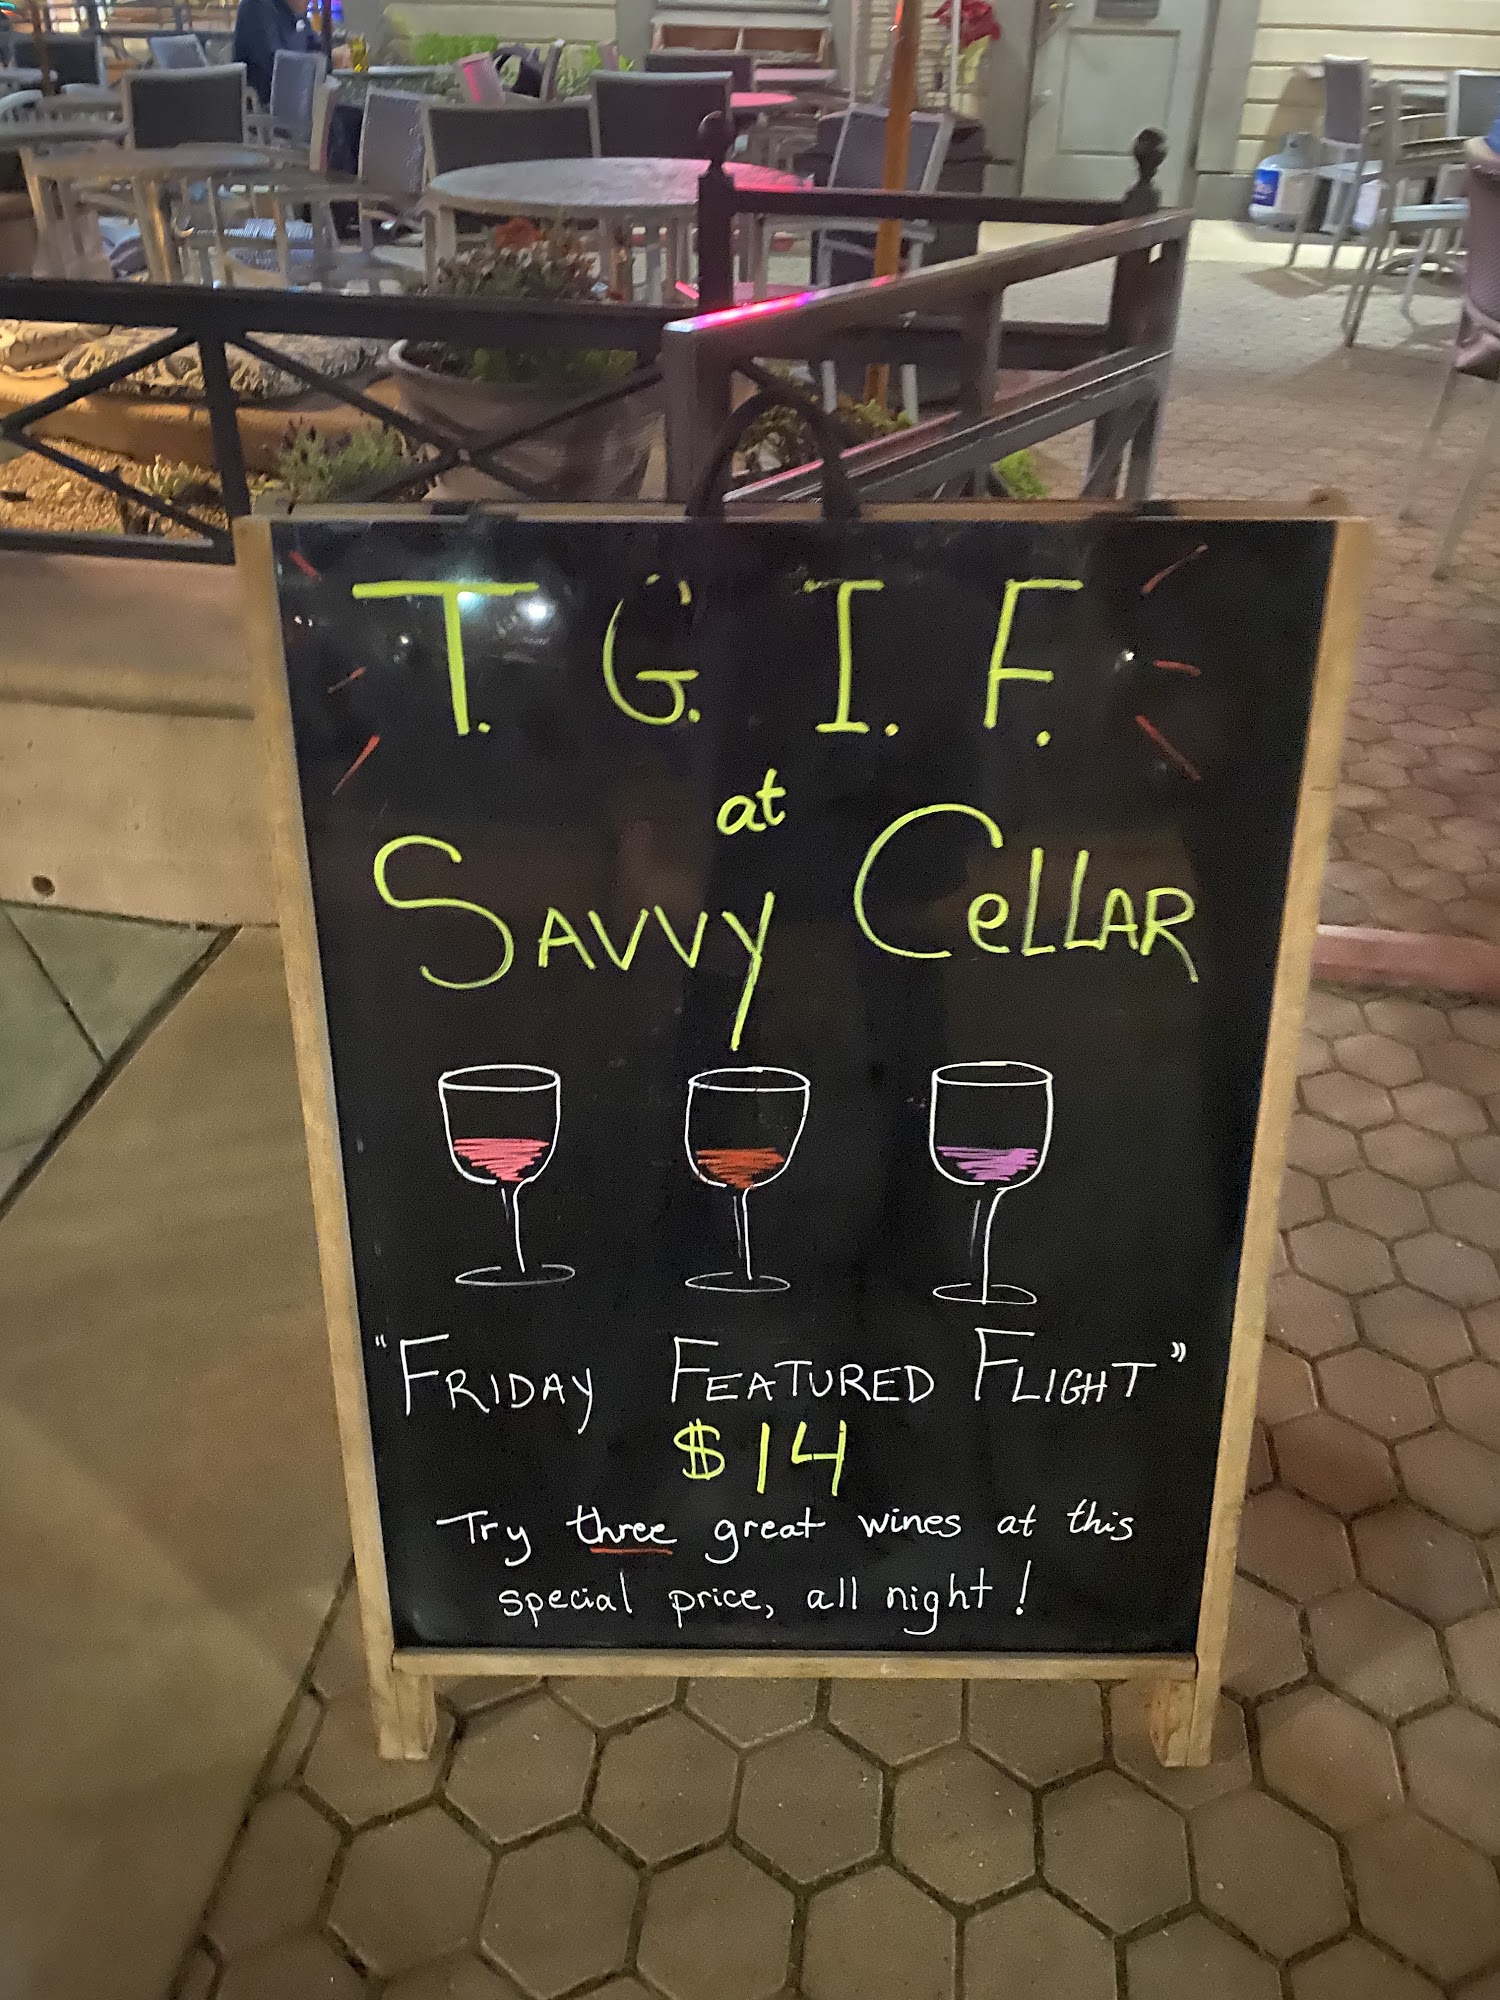 T. G. I. F.
at
SAVVY CeLLAR
"FRIDAY FEATURED FLIGHT"
$14
Try three great wines at this
special price, all night!